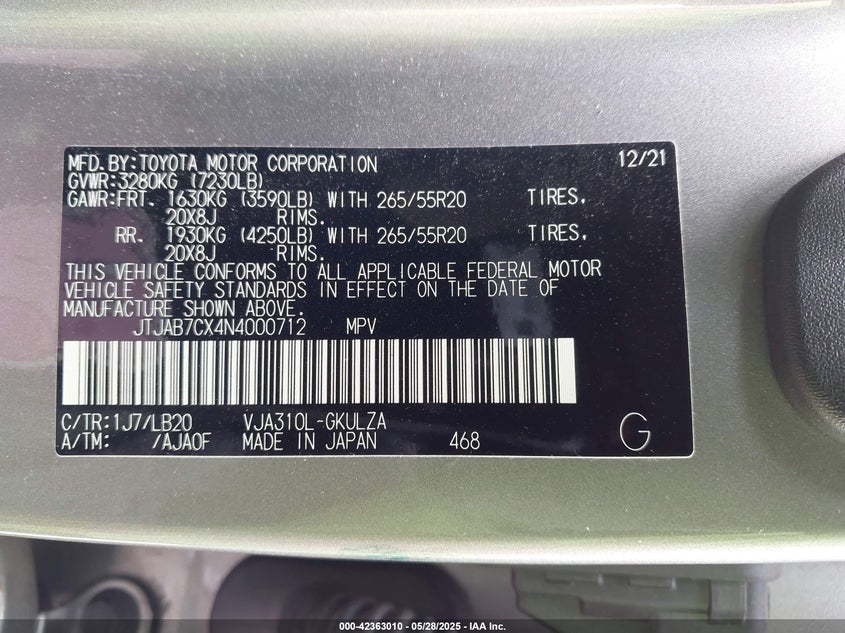 MFD.BY:TOYOTA MOTOR CORPORATION 12/21
GVWR:3280KG (7230LB)
GAWR:FRT. 1630KG (3590LB) WITH 265/55R20 TIRES,
20X8J RIMS.
RR. 1930KG (4250LB) WITH 265/55R20 TIRES,
20X8J RIMS.
THIS VEHICLE CONFORMS TO ALL APPLICABLE FEDERAL MOTOR
VEHICLE SAFETY STANDARDS IN EFFECT ON THE DATE OF
MANUFACTURE SHOWN ABOVE.
JTJAB7CX4N4000712 MPV
C/TR:1J7/LB20 VJA310L-GKULZA
A/TM: /AJA0F MADE IN JAPAN 468 G
000-42363010 | 05/28/2025 - IAA Inc.